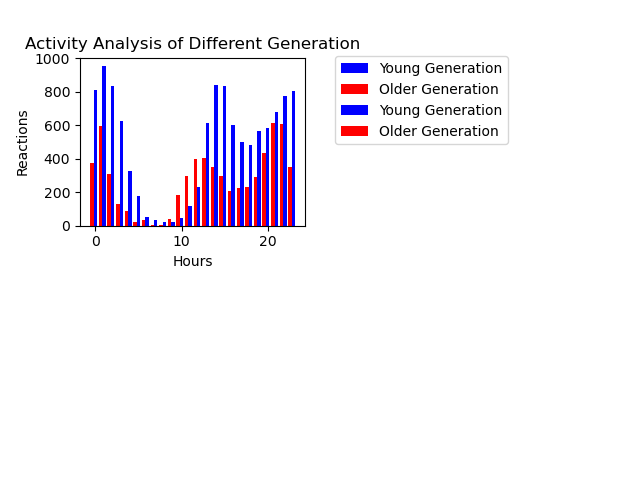 Activity Analysis of Different Generation
1000
800
600
400
200
0
Reactions
0 10 20
Hours
Young Generation
Older Generation
Young Generation
Older Generation